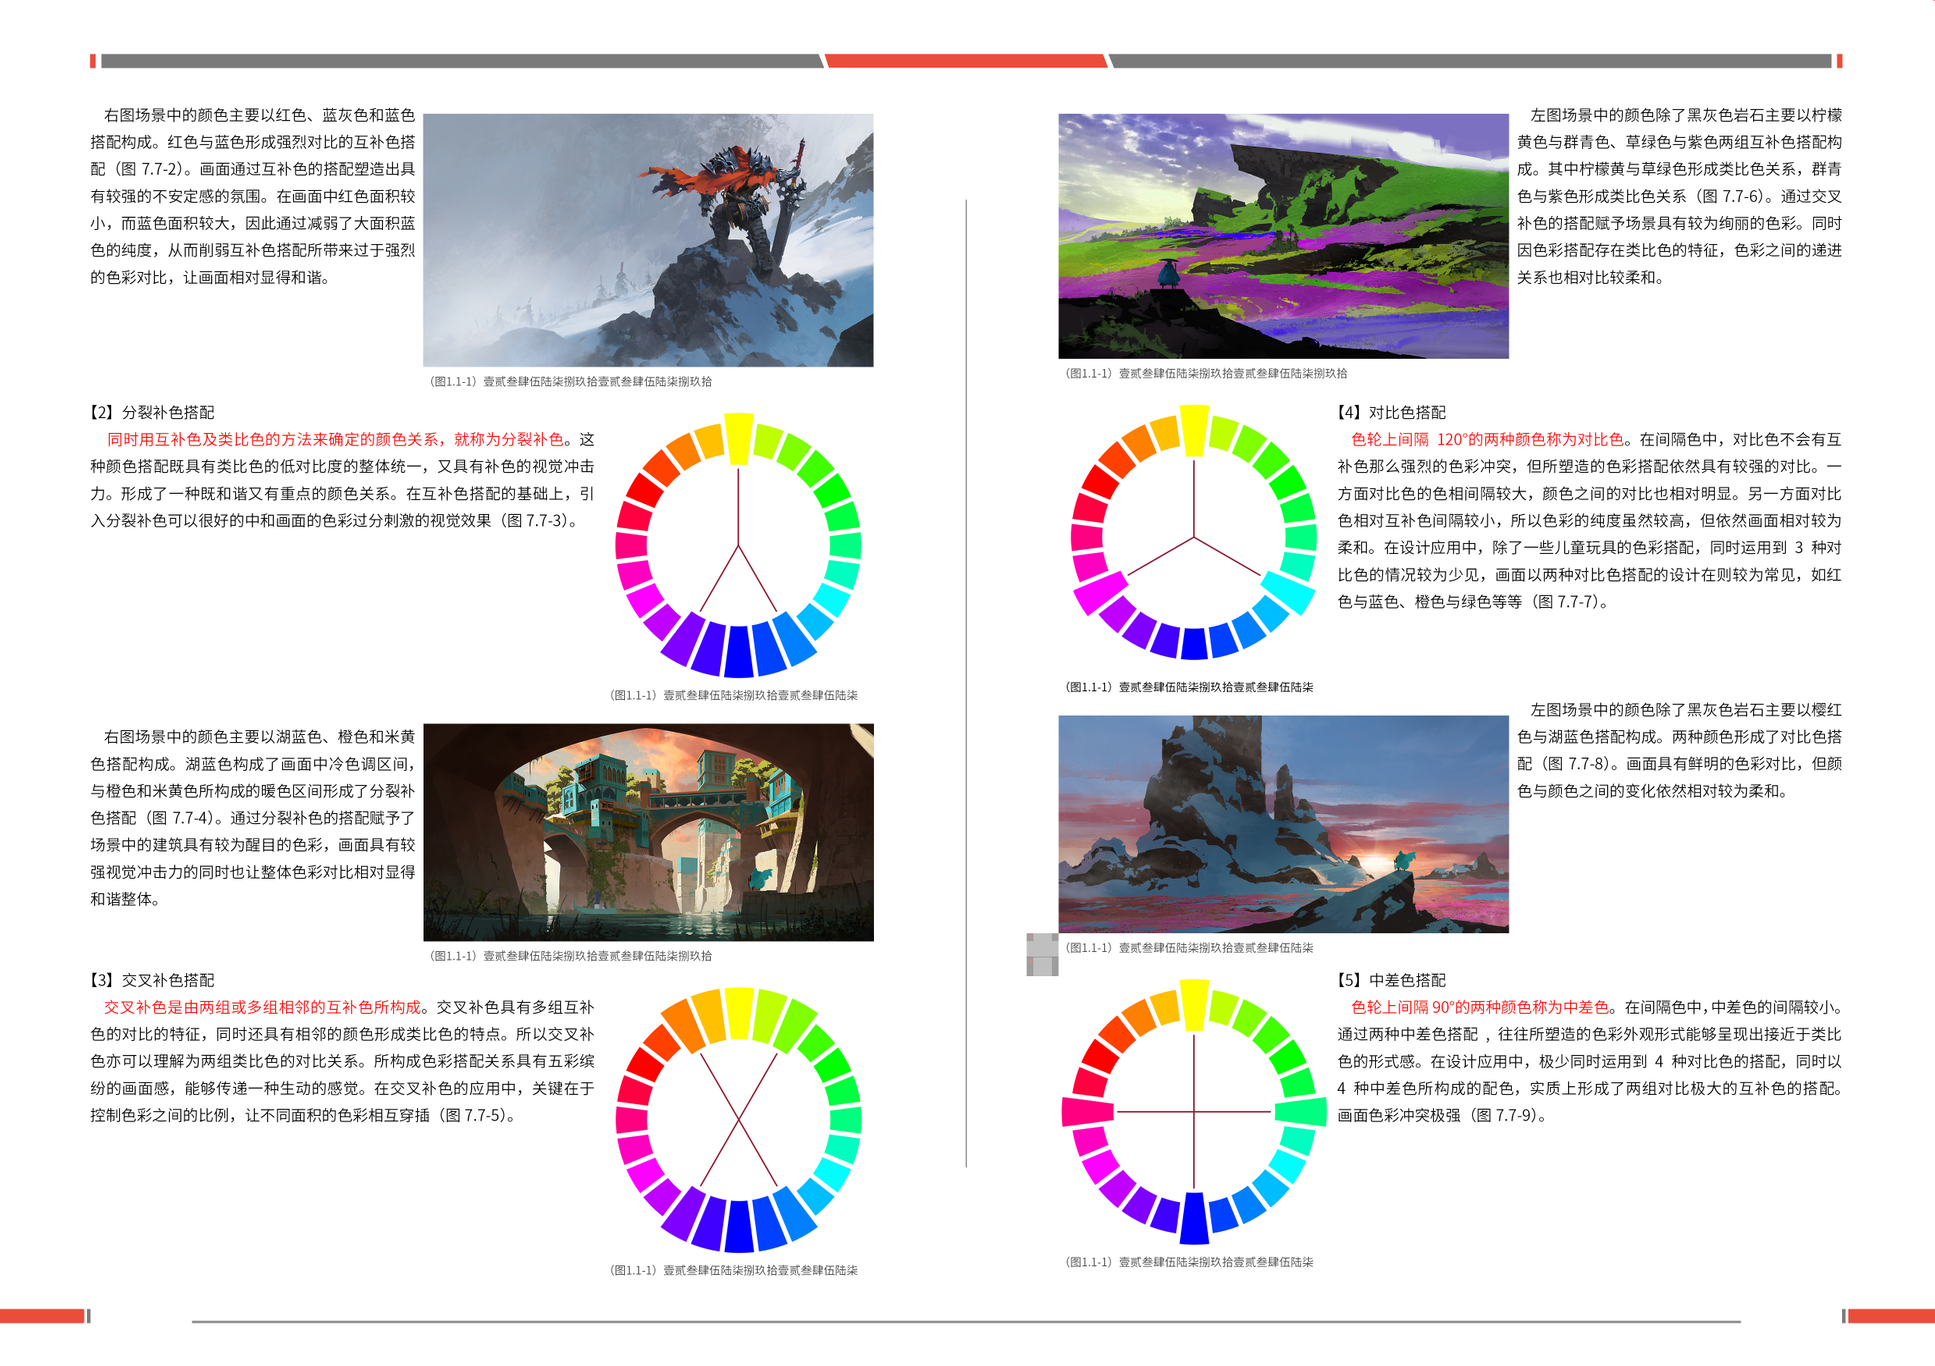 右图场景中的颜色主要以红色、蓝灰色和蓝色
搭配构成。红色与蓝色形成强烈对比的互补色搭
配（图 7.7-2）。画面通过互补色的搭配塑造出具
有较强的不安定感的氛围。在画面中红色面积较
小，而蓝色面积较大，因此通过减弱了大面积蓝
色的纯度，从而削弱互补色搭配所带来过于强烈
的色彩对比，让画面相对显得和谐。
（图1.1-1）壹贰叁肆伍陆柒捌玖拾壹贰叁肆伍陆柒捌玖拾
【2】分裂补色搭配
同时用互补色及类比色的方法来确定的颜色关系，就称为分裂补色。这
种颜色搭配既具有类比色的低对比度的整体统一，又具有补色的视觉冲击
力。形成了一种既和谐又有重点的颜色关系。在互补色搭配的基础上，引
入分裂补色可以很好的中和画面的色彩过分刺激的视觉效果（图 7.7-3）。
（图1.1-1）壹贰叁肆伍陆柒捌玖拾壹贰叁肆伍陆柒
右图场景中的颜色主要以湖蓝色、橙色和米黄
色搭配构成。湖蓝色构成了画面中冷色调区间，
与橙色和米黄色所构成的暖色区间形成了分裂补
色搭配（图 7.7-4）。通过分裂补色的搭配赋予了
场景中的建筑具有较为醒目的色彩，画面具有较
强视觉冲击力的同时也让整体色彩对比相对显得
和谐整体。
（图1.1-1）壹贰叁肆伍陆柒捌玖拾壹贰叁肆伍陆柒捌玖拾
【3】交叉补色搭配
交叉补色是由两组或多组相邻的互补色所构成。交叉补色具有多组互补
色的对比的特征，同时还具有相邻的颜色形成类比色的特点。所以交叉补
色亦可以理解为两组类比色的对比关系。所构成色彩搭配关系具有五彩缤
纷的画面感，能够传递一种生动的感觉。在交叉补色的应用中，关键在于
控制色彩之间的比例，让不同面积的色彩相互穿插（图 7.7-5）。
（图1.1-1）壹贰叁肆伍陆柒捌玖拾壹贰叁肆伍陆柒
左图场景中的颜色除了黑灰色岩石主要以柠檬
黄色与群青色、草绿色与紫色两组互补色搭配构
成。其中柠檬黄与草绿色形成类比色关系，群青
色与紫色形成类比色关系（图 7.7-6）。通过交叉
补色的搭配赋予场景具有较为绚丽的色彩。同时
因色彩搭配存在类比色的特征，色彩之间的递进
关系也相对比较柔和。
（图1.1-1）壹贰叁肆伍陆柒捌玖拾壹贰叁肆伍陆柒捌玖拾
【4】对比色搭配
色轮上间隔 120°的两种颜色称为对比色。在间隔色中，对比色不会有互
补色那么强烈的色彩冲突，但所塑造的色彩搭配依然具有较强的对比。一
方面对比色的色相间隔较大，颜色之间的对比也相对明显。另一方面对比
色相对互补色间隔较小，所以色彩的纯度虽然较高，但依然画面相对较为
柔和。在设计应用中，除了一些儿童玩具的色彩搭配，同时运用到 3 种对
比色的情况较为少见，画面以两种对比色搭配的设计在则较为常见，如红
色与蓝色、橙色与绿色等等（图 7.7-7）。
（图1.1-1）壹贰叁肆伍陆柒捌玖拾壹贰叁肆伍陆柒
左图场景中的颜色除了黑灰色岩石主要以樱红
色与湖蓝色搭配构成。两种颜色形成了对比色搭
配（图 7.7-8）。画面具有鲜明的色彩对比，但颜
色与颜色之间的变化依然相对较为柔和。
（图1.1-1）壹贰叁肆伍陆柒捌玖拾壹贰叁肆伍陆柒
【5】中差色搭配
色轮上间隔 90°的两种颜色称为中差色。在间隔色中，中差色的间隔较小。
通过两种中差色搭配 , 往往所塑造的色彩外观形式能够呈现出接近于类比
色的形式感。在设计应用中，极少同时运用到 4 种对比色的搭配，同时以
4 种中差色所构成的配色，实质上形成了两组对比极大的互补色的搭配。
画面色彩冲突极强（图 7.7-9）。
（图1.1-1）壹贰叁肆伍陆柒捌玖拾壹贰叁肆伍陆柒